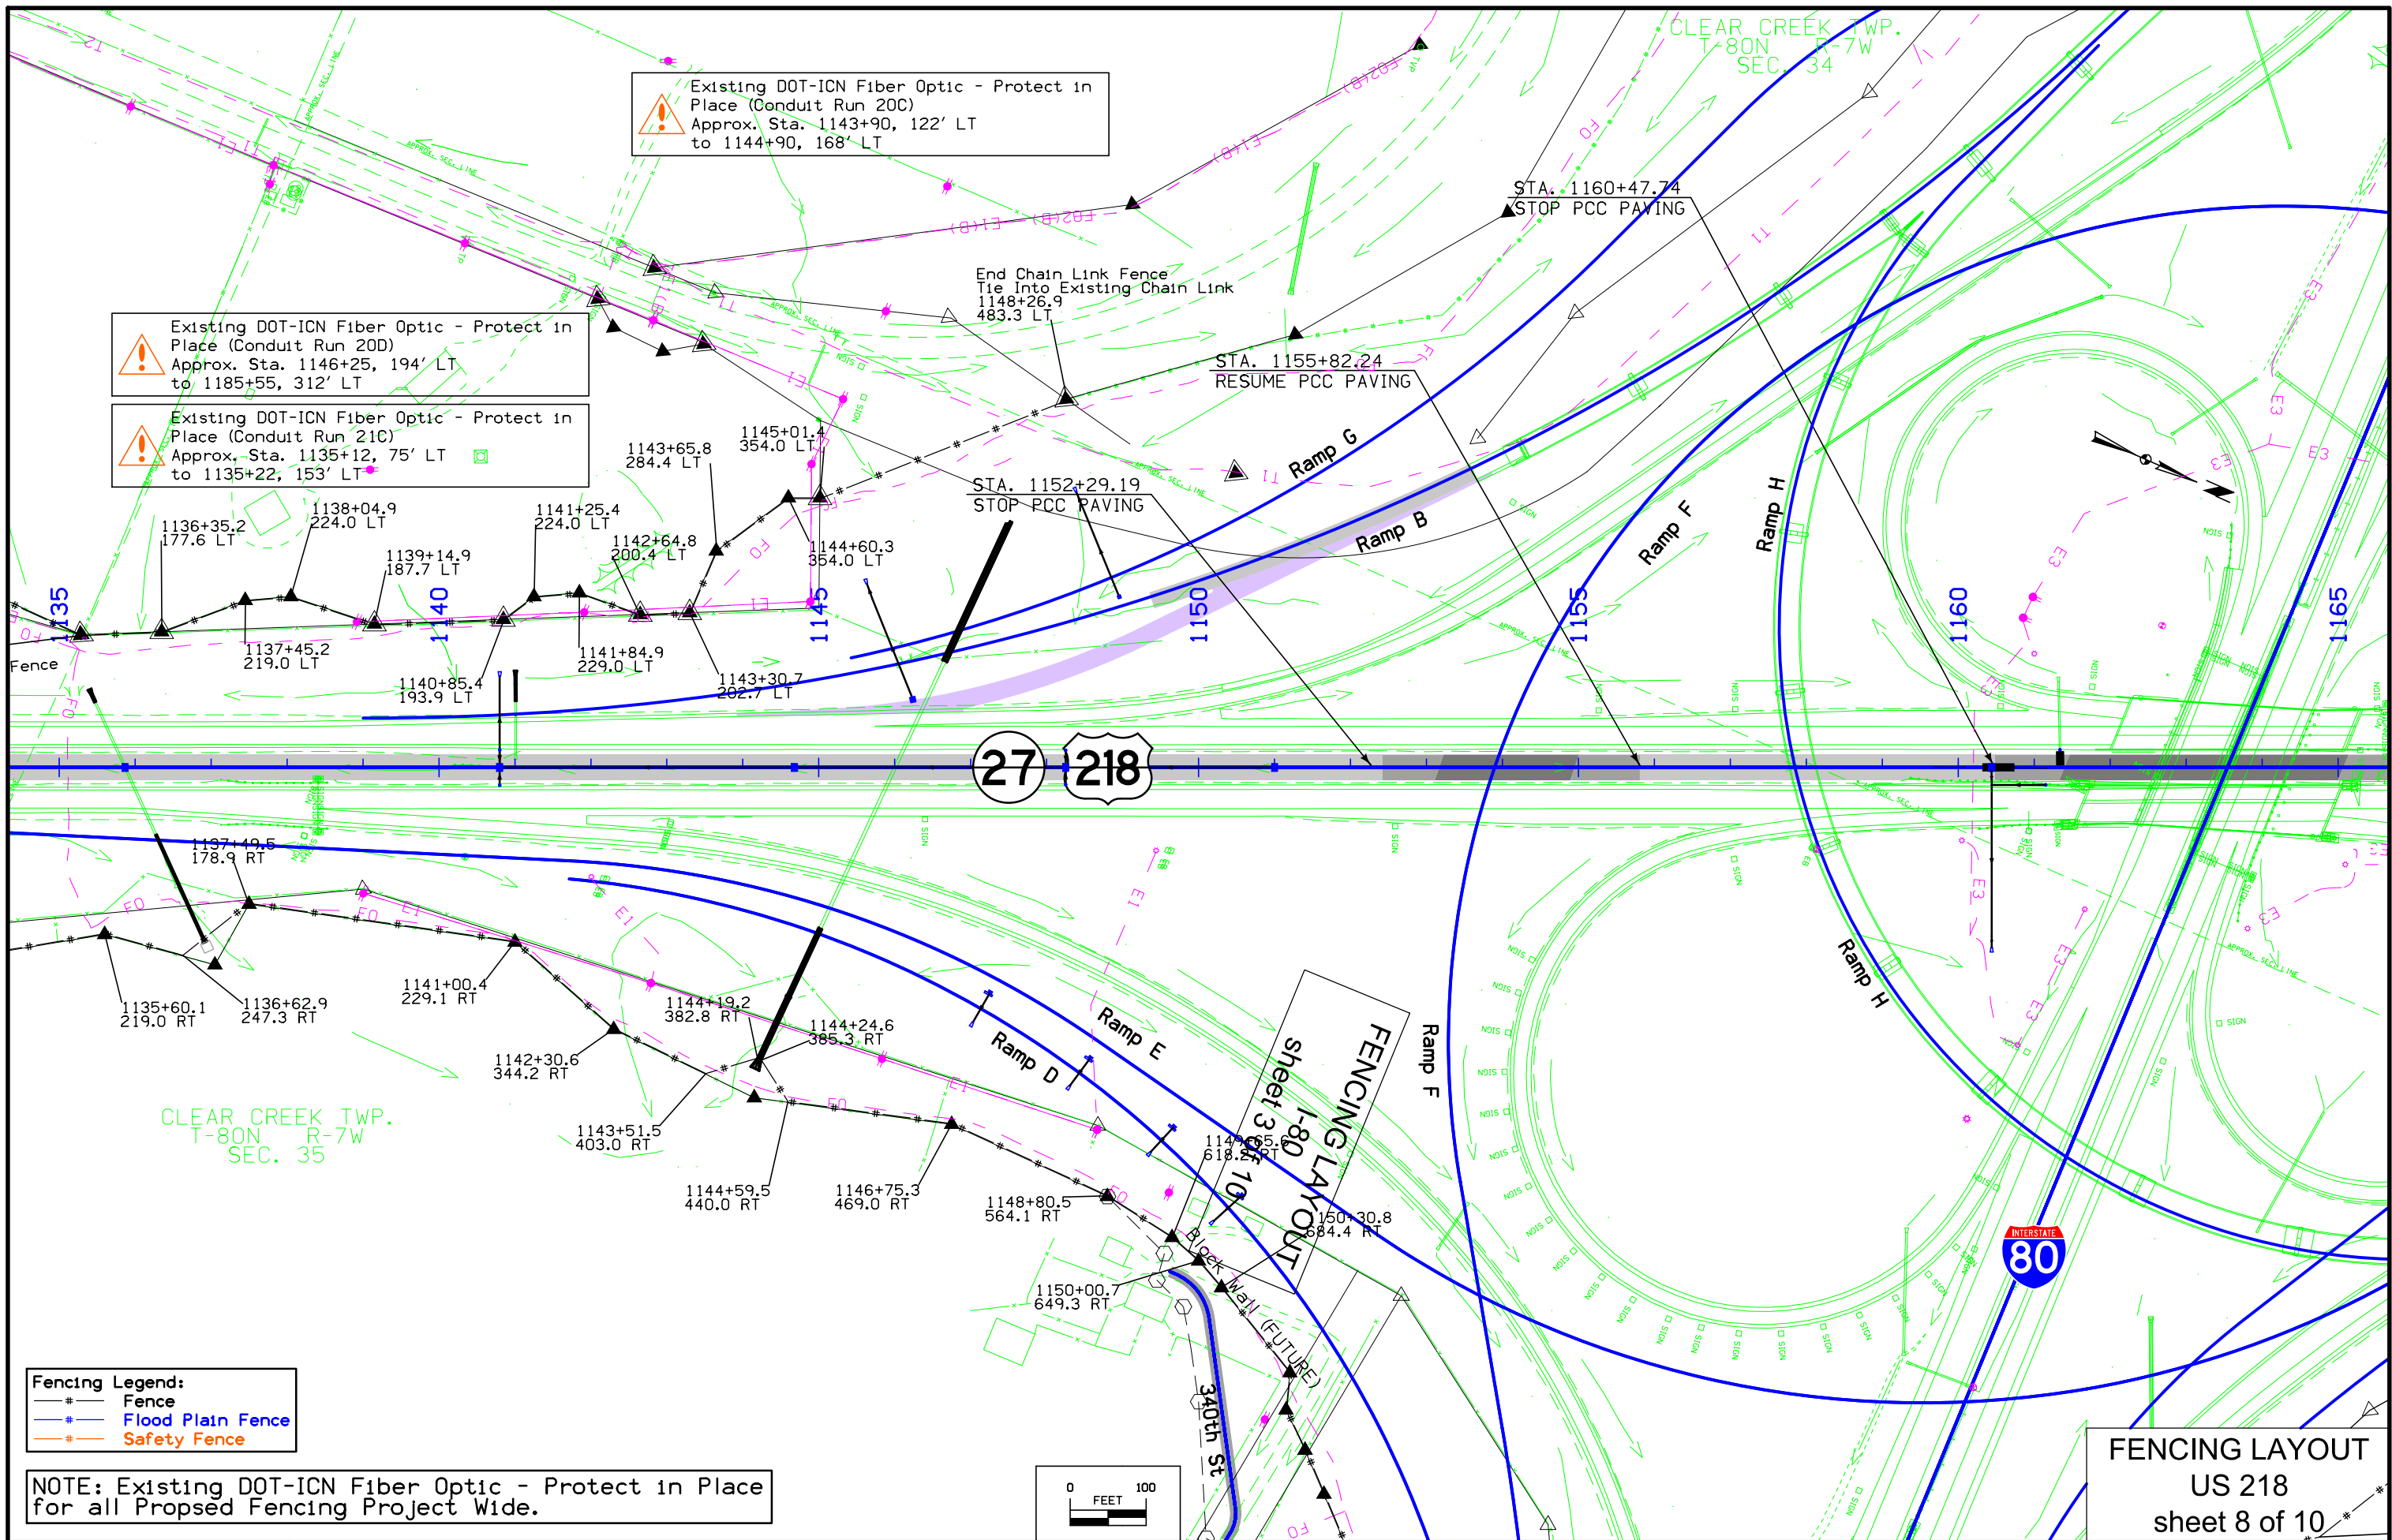 CLEAR CREEK TWP.
T-80N R-7W
SEC. 34
Existing DOT-ICN Fiber Optic - Protect in
Place (Conduit Run 20C)
Approx. Sta. 1143+90, 122' LT
to 1144+90, 168' LT
STA. 1160+47.74
STOP PCC PAVING
End Chain Link Fence
Tie Into Existing Chain Link
1148+26.9
483.3 LT
Existing DOT-ICN Fiber Optic - Protect in
Place (Conduit Run 20D)
Approx. Sta. 1146+25, 194' LT
to 1185+55, 312' LT
STA. 1155+82.24
RESUME PCC PAVING
Existing DOT-ICN Fiber Optic - Protect in
Place (Conduit Run 21C)
Approx. Sta. 1135+12, 75' LT
to 1135+22, 153' LT
1145+01.4
354.0 LT
1143+65.8
284.4 LT
Ramp G
STA. 1152+29.19
STOP PCC PAVING
1136+35.2
177.6 LT
1138+04.9
224.0 LT
1139+14.9
187.7 LT
1141+25.4
224.0 LT
1142+64.8
200.4 LT
1144+60.3
354.0 LT
Ramp B
Ramp F
Ramp H
1135
1140
1145
1150
1155
1160
1165
Fence
1137+45.2
219.0 LT
1140+85.4
193.9 LT
1141+84.9
229.0 LT
1143+30.7
202.7 LT
27
218
1137+49.5
178.9 RT
1135+60.1
219.0 RT
1136+62.9
247.3 RT
1141+00.4
229.1 RT
1144+19.2
382.8 RT
1144+24.6
385.3 RT
1142+30.6
344.2 RT
Ramp D
Ramp E
Ramp F
Ramp H
FENCING LAYOUT
I-80
sheet 3 of 10
CLEAR CREEK TWP.
T-80N R-7W
SEC. 35
1143+51.5
403.0 RT
1144+59.5
440.0 RT
1146+75.3
469.0 RT
1148+80.5
564.1 RT
1149+65.6
618.2 RT
1150+30.8
684.4 RT
1150+00.7
649.3 RT
Block Wall (FUTURE)
340th St
INTERSTATE
80
Fencing Legend:
Fence
Flood Plain Fence
Safety Fence
NOTE: Existing DOT-ICN Fiber Optic - Protect in Place
for all Propsed Fencing Project Wide.
0 100
FEET
FENCING LAYOUT
US 218
sheet 8 of 10